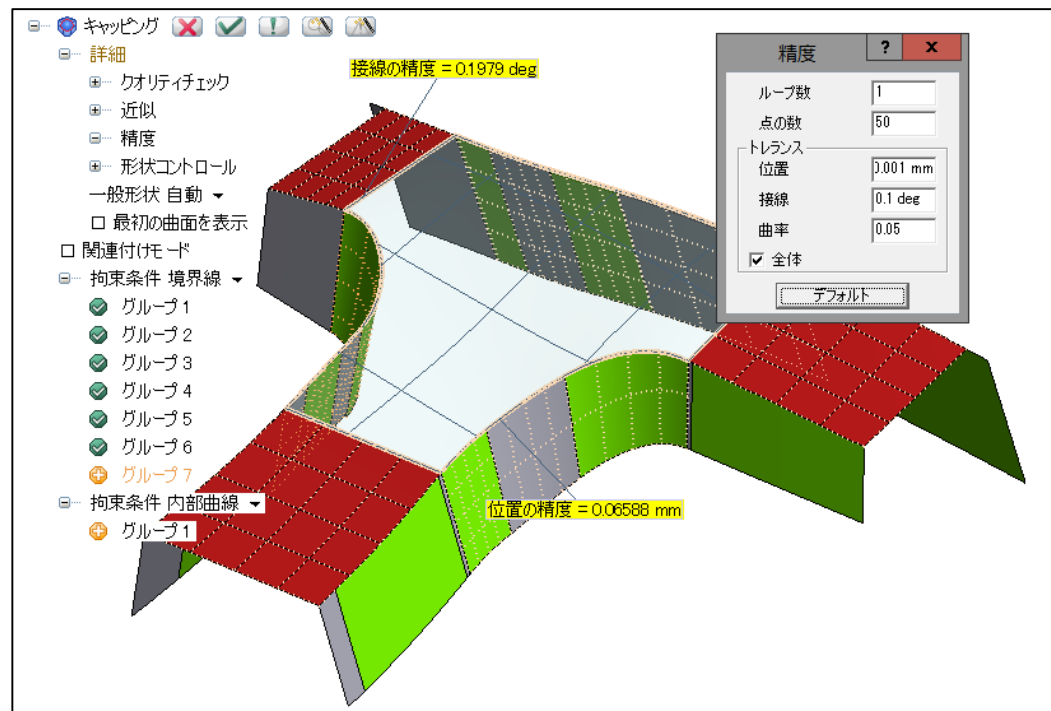 キャッピング
詳細
クオリティチェック
近似
精度
形状コントロール
一般形状 自動
最初の曲面を表示
関連付けモード
拘束条件 境界線
グループ 1
グループ 2
グループ 3
グループ 4
グループ 5
グループ 6
グループ 7
拘束条件 内部曲線
グループ 1
接線の精度 = 0.1979 deg
位置の精度 = 0.06588 mm
精度
? x
ループ数 1
点の数 50
トレランス
位置 0.001 mm
接線 0.1 deg
曲率 0.05
全体
デフォルト